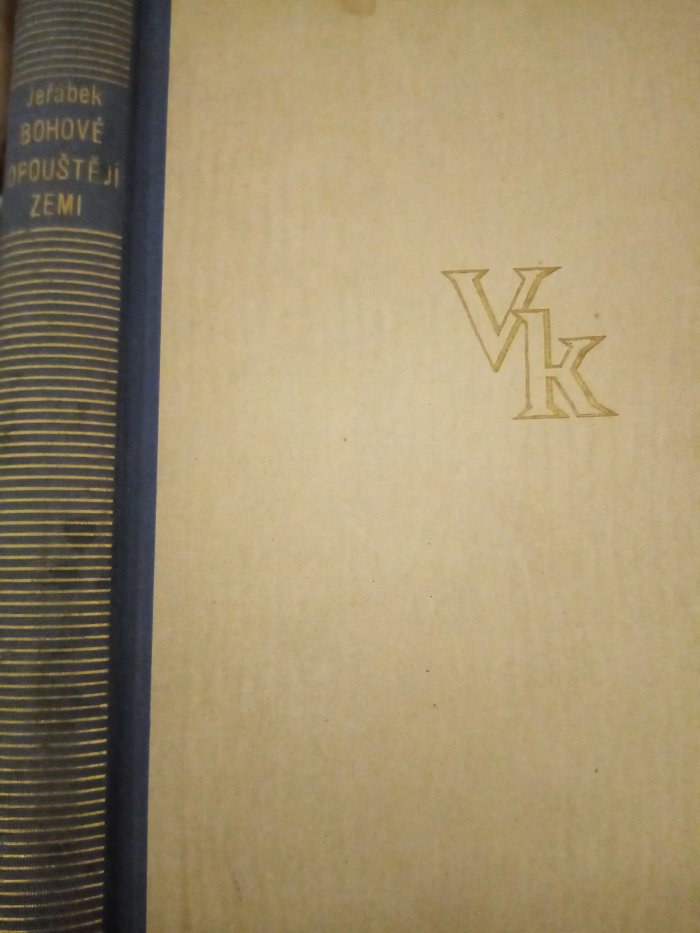 Jeřábek
BOHOVÉ
OPOUŠTĚJÍ
ZEMI
Vk